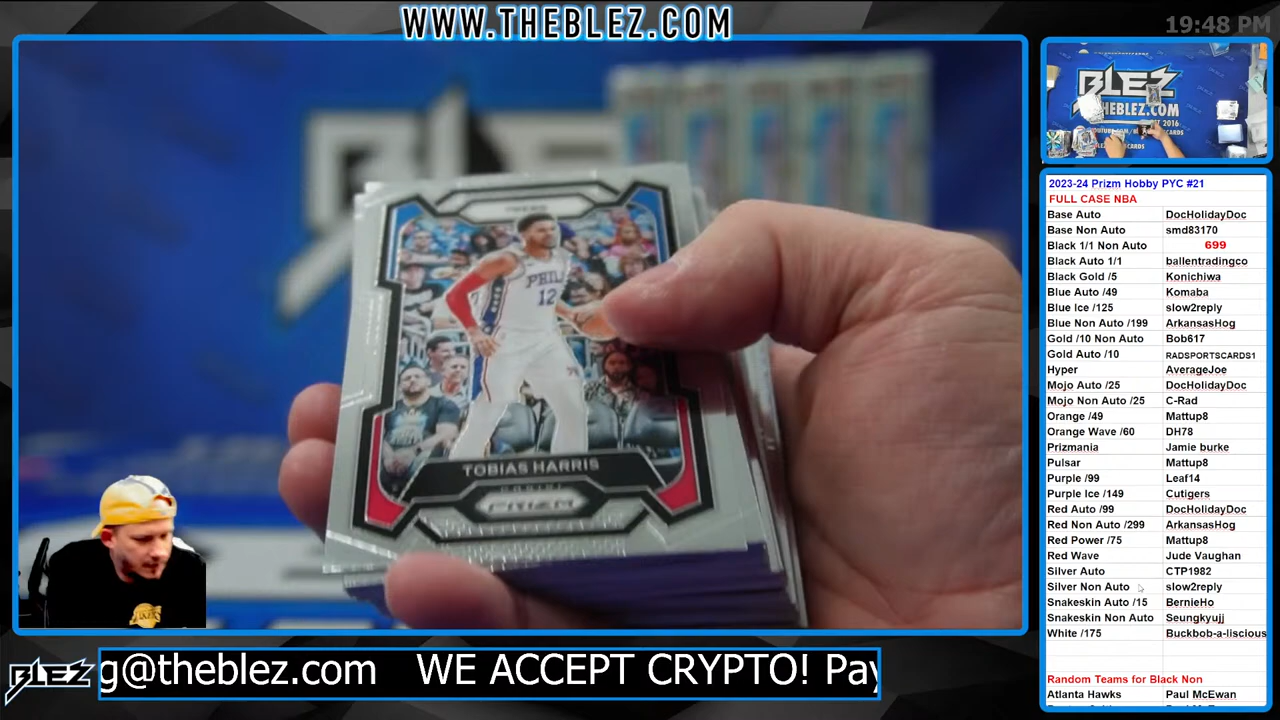 WWW.THEBLEZ.COM
19:48 PM
PHILA
12
TOBIAS HARRIS
PANINI
PRIZM
BLEZ
THEBLEZ.COM
2023-24 Prizm Hobby PYC #21
FULL CASE NBA
Base Auto DocHolidayDoc
Base Non Auto smd83170
Black 1/1 Non Auto 699
Black Auto 1/1 ballentradingco
Black Gold /5 Konichiwa
Blue Auto /49 Komaba
Blue Ice /125 slow2reply
Blue Non Auto /199 ArkansasHog
Gold /10 Non Auto Bob617
Gold Auto /10 RADSPORTSCARDS1
Hyper AverageJoe
Mojo Auto /25 DocHolidayDoc
Mojo Non Auto /25 C-Rad
Orange /49 Mattup8
Orange Wave /60 DH78
Prizmania Jamie burke
Pulsar Mattup8
Purple /99 Leaf14
Purple Ice /149 Cutigers
Red Auto /99 DocHolidayDoc
Red Non Auto /299 ArkansasHog
Red Power /75 Mattup8
Red Wave Jude Vaughan
Silver Auto CTP1982
Silver Non Auto slow2reply
Snakeskin Auto /15 BernieHo
Snakeskin Non Auto Seungkyujj
White /175 Buckbob-a-liscious
Random Teams for Black Non
Atlanta Hawks Paul McEwan
BLEZ
g@theblez.com WE ACCEPT CRYPTO! Pay